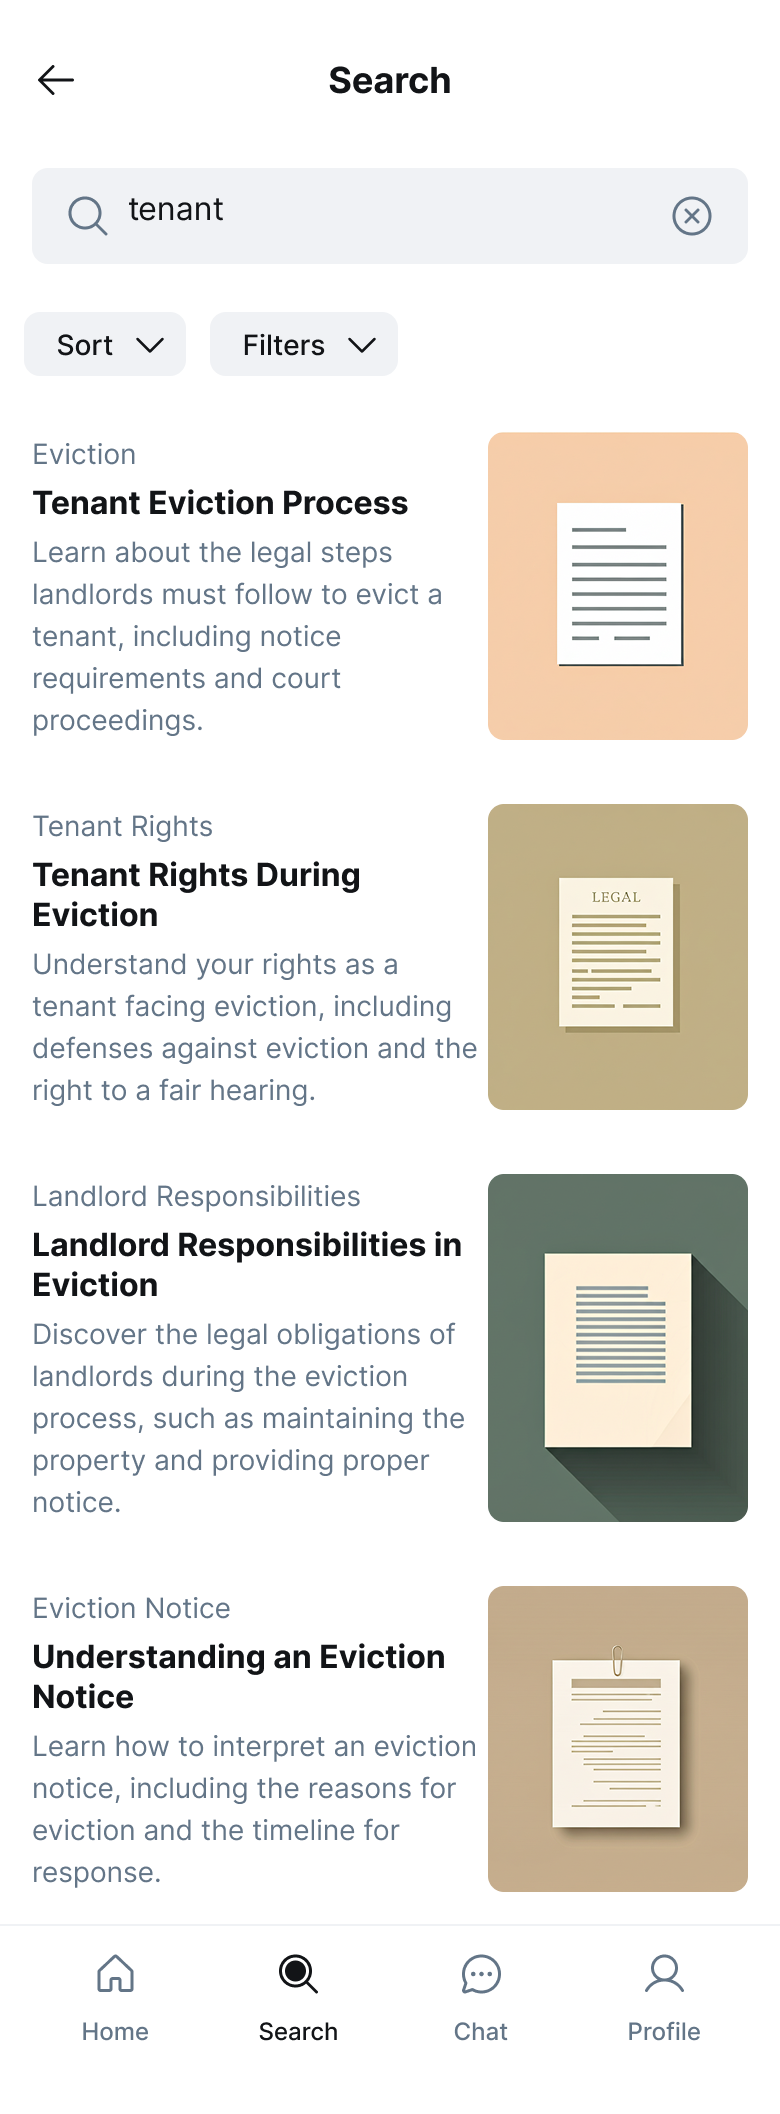 Search
tenant
Sort
Filters
Eviction
Tenant Eviction Process
Learn about the legal steps
landlords must follow to evict a
tenant, including notice
requirements and court
proceedings.
Tenant Rights
Tenant Rights During
Eviction
Understand your rights as a
tenant facing eviction, including
defenses against eviction and the
right to a fair hearing.
LEGAL
Landlord Responsibilities
Landlord Responsibilities in
Eviction
Discover the legal obligations of
landlords during the eviction
process, such as maintaining the
property and providing proper
notice.
Eviction Notice
Understanding an Eviction
Notice
Learn how to interpret an eviction
notice, including the reasons for
eviction and the timeline for
response.
Home
Search
Chat
Profile